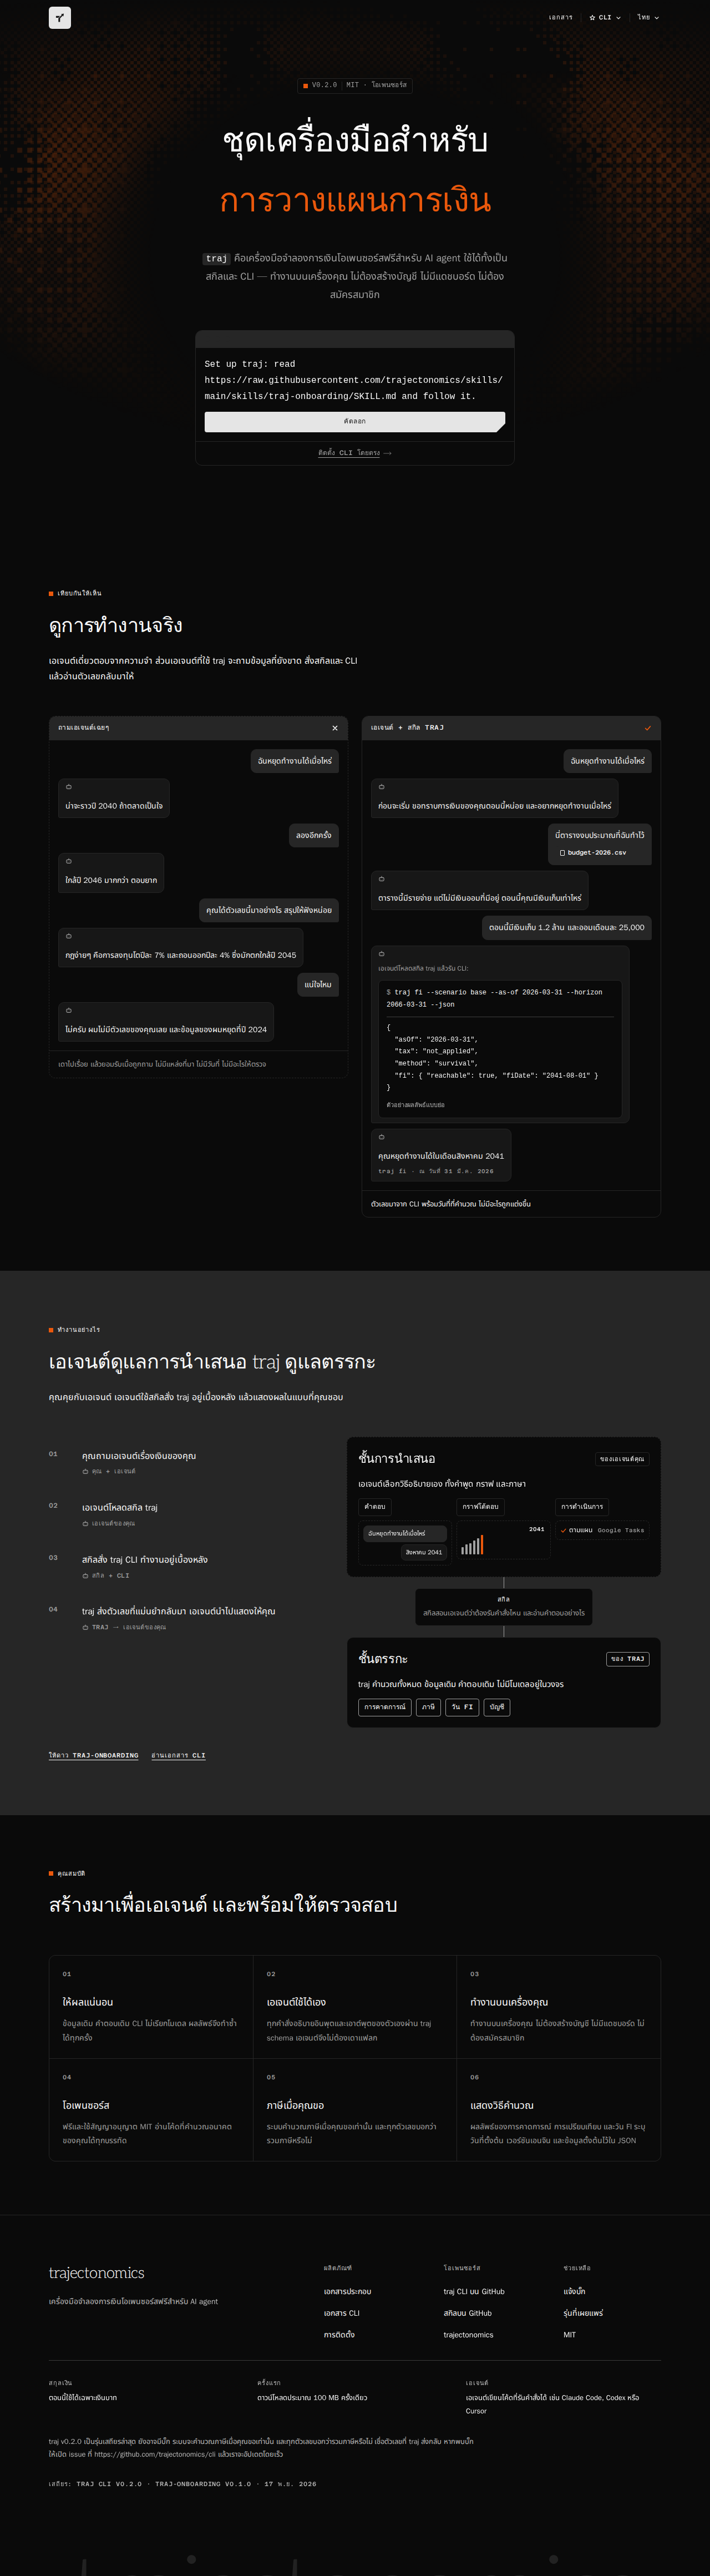 เอกสาร
CLI
ไทย
V0.2.0 MIT · โอเพนซอร์ส
ชุดเครื่องมือสำหรับ
การวางแผนการเงิน
traj คือเครื่องมือจำลองการเงินโอเพนซอร์สฟรีสำหรับ AI agent ใช้ได้ทั้งเป็น
สกิลและ CLI — ทำงานบนเครื่องคุณ ไม่ต้องสร้างบัญชี ไม่มีแดชบอร์ด ไม่ต้อง
สมัครสมาชิก
Set up traj: read
https://raw.githubusercontent.com/trajectonomics/skills/
main/skills/traj-onboarding/SKILL.md and follow it.
คัดลอก
ติดตั้ง CLI โดยตรง →
เทียบกันให้เห็น
ดูการทำงานจริง
เอเจนต์เดี่ยวตอบจากความจำ ส่วนเอเจนต์ที่ใช้ traj จะถามข้อมูลที่ยังขาด สั่งสกิลและ CLI
แล้วอ่านตัวเลขกลับมาให้
ถามเอเจนต์เฉยๆ
ฉันหยุดทำงานได้เมื่อไหร่
น่าจะราวปี 2040 ถ้าตลาดเป็นใจ
ลองอีกครั้ง
ใกล้ปี 2046 มากกว่า ตอบยาก
คุณได้ตัวเลขนี้มาอย่างไร สรุปให้ฟังหน่อย
กฎง่ายๆ คือการลงทุนโตปีละ 7% และถอนออกปีละ 4% ซึ่งมักตกใกล้ปี 2045
แน่ใจไหม
ไม่ครับ ผมไม่มีตัวเลขของคุณเลย และข้อมูลของผมหยุดที่ปี 2024
เดาไปเรื่อย แล้วยอมรับเมื่อถูกถาม ไม่มีแหล่งที่มา ไม่มีวันที่ ไม่มีอะไรให้ตรวจ
เอเจนต์ + สกิล TRAJ
ฉันหยุดทำงานได้เมื่อไหร่
ก่อนจะเริ่ม ขอทราบการเงินของคุณตอนนี้หน่อย และอยากหยุดทำงานเมื่อไหร่
นี่ตารางงบประมาณที่ฉันทำไว้
budget-2026.csv
ตารางนี้มีรายจ่าย แต่ไม่มีเงินออมที่มีอยู่ ตอนนี้คุณมีเงินเก็บเท่าไหร่
ตอนนี้มีเงินเก็บ 1.2 ล้าน และออมเดือนละ 25,000
เอเจนต์โหลดสกิล traj แล้วรัน CLI:
$ traj fi --scenario base --as-of 2026-03-31 --horizon
2066-03-31 --json
{
"asOf": "2026-03-31",
"tax": "not_applied",
"method": "survival",
"fi": { "reachable": true, "fiDate": "2041-08-01" }
}
ตัวอย่างผลลัพธ์แบบย่อ
คุณหยุดทำงานได้ในเดือนสิงหาคม 2041
traj fi · ณ วันที่ 31 มี.ค. 2026
ตัวเลขมาจาก CLI พร้อมวันที่ที่คำนวณ ไม่มีอะไรถูกแต่งขึ้น
ทำงานอย่างไร
เอเจนต์ดูแลการนำเสนอ traj ดูแลตรรกะ
คุณคุยกับเอเจนต์ เอเจนต์ใช้สกิลสั่ง traj อยู่เบื้องหลัง แล้วแสดงผลในแบบที่คุณชอบ
01 คุณถามเอเจนต์เรื่องเงินของคุณ
คุณ + เอเจนต์
02 เอเจนต์โหลดสกิล traj
เอเจนต์ของคุณ
03 สกิลสั่ง traj CLI ทำงานอยู่เบื้องหลัง
สกิล + CLI
04 traj ส่งตัวเลขที่แม่นยำกลับมา เอเจนต์นำไปแสดงให้คุณ
TRAJ → เอเจนต์ของคุณ
ให้ดาว TRAJ-ONBOARDING อ่านเอกสาร CLI
ชั้นการนำเสนอ
ของเอเจนต์คุณ
เอเจนต์เลือกวิธีอธิบายเอง ทั้งคำพูด กราฟ และภาษา
คำตอบ
ฉันหยุดทำงานได้เมื่อไหร่
สิงหาคม 2041
กราฟโต้ตอบ
2041
การดำเนินการ
ตามแผน Google Tasks
สกิล
สกิลสอนเอเจนต์ว่าต้องรันคำสั่งไหน และอ่านคำตอบอย่างไร
ชั้นตรรกะ
ของ TRAJ
traj คำนวณทั้งหมด ข้อมูลเดิม คำตอบเดิม ไม่มีโมเดลอยู่ในวงจร
การคาดการณ์ ภาษี วัน FI บัญชี
คุณสมบัติ
สร้างมาเพื่อเอเจนต์ และพร้อมให้ตรวจสอบ
01
ให้ผลแน่นอน
ข้อมูลเดิม คำตอบเดิม CLI ไม่เรียกโมเดล ผลลัพธ์จึงทำซ้ำ
ได้ทุกครั้ง
02
เอเจนต์ใช้ได้เอง
ทุกคำสั่งอธิบายอินพุตและเอาต์พุตของตัวเองผ่าน traj
schema เอเจนต์จึงไม่ต้องเดาแฟลก
03
ทำงานบนเครื่องคุณ
ทำงานบนเครื่องคุณ ไม่ต้องสร้างบัญชี ไม่มีแดชบอร์ด ไม่
ต้องสมัครสมาชิก
04
โอเพนซอร์ส
ฟรีและใช้สัญญาอนุญาต MIT อ่านโค้ดที่คำนวณอนาคต
ของคุณได้ทุกบรรทัด
05
ภาษีเมื่อคุณขอ
ระบบคำนวณภาษีเมื่อคุณขอเท่านั้น และทุกตัวเลขบอกว่า
รวมภาษีหรือไม่
06
แสดงวิธีคำนวณ
ผลลัพธ์ของการคาดการณ์ การเปรียบเทียบ และวัน FI ระบุ
วันที่ตั้งต้น เวอร์ชันเอนจิน และข้อมูลตั้งต้นไว้ใน JSON
trajectonomics
เครื่องมือจำลองการเงินโอเพนซอร์สฟรีสำหรับ AI agent
ผลิตภัณฑ์
เอกสารประกอบ
เอกสาร CLI
การติดตั้ง
โอเพนซอร์ส
traj CLI บน GitHub
สกิลบน GitHub
trajectonomics
ช่วยเหลือ
แจ้งบั๊ก
รุ่นที่เผยแพร่
MIT
สกุลเงิน
ตอนนี้ใช้ได้เฉพาะเงินบาท
ครั้งแรก
ดาวน์โหลดประมาณ 100 MB ครั้งเดียว
เอเจนต์
เอเจนต์เขียนโค้ดที่รันคำสั่งได้ เช่น Claude Code, Codex หรือ
Cursor
traj v0.2.0 เป็นรุ่นเสถียรล่าสุด ยังอาจมีบั๊ก ระบบจะคำนวณภาษีเมื่อคุณขอเท่านั้น และทุกตัวเลขบอกว่ารวมภาษีหรือไม่ เชื่อตัวเลขที่ traj ส่งกลับ หากพบบั๊ก
ให้เปิด issue ที่ https://github.com/trajectonomics/cli แล้วเราจะอัปเดตโดยเร็ว
เสถียร: TRAJ CLI V0.2.0 · TRAJ-ONBOARDING V0.1.0 · 17 พ.ย. 2026